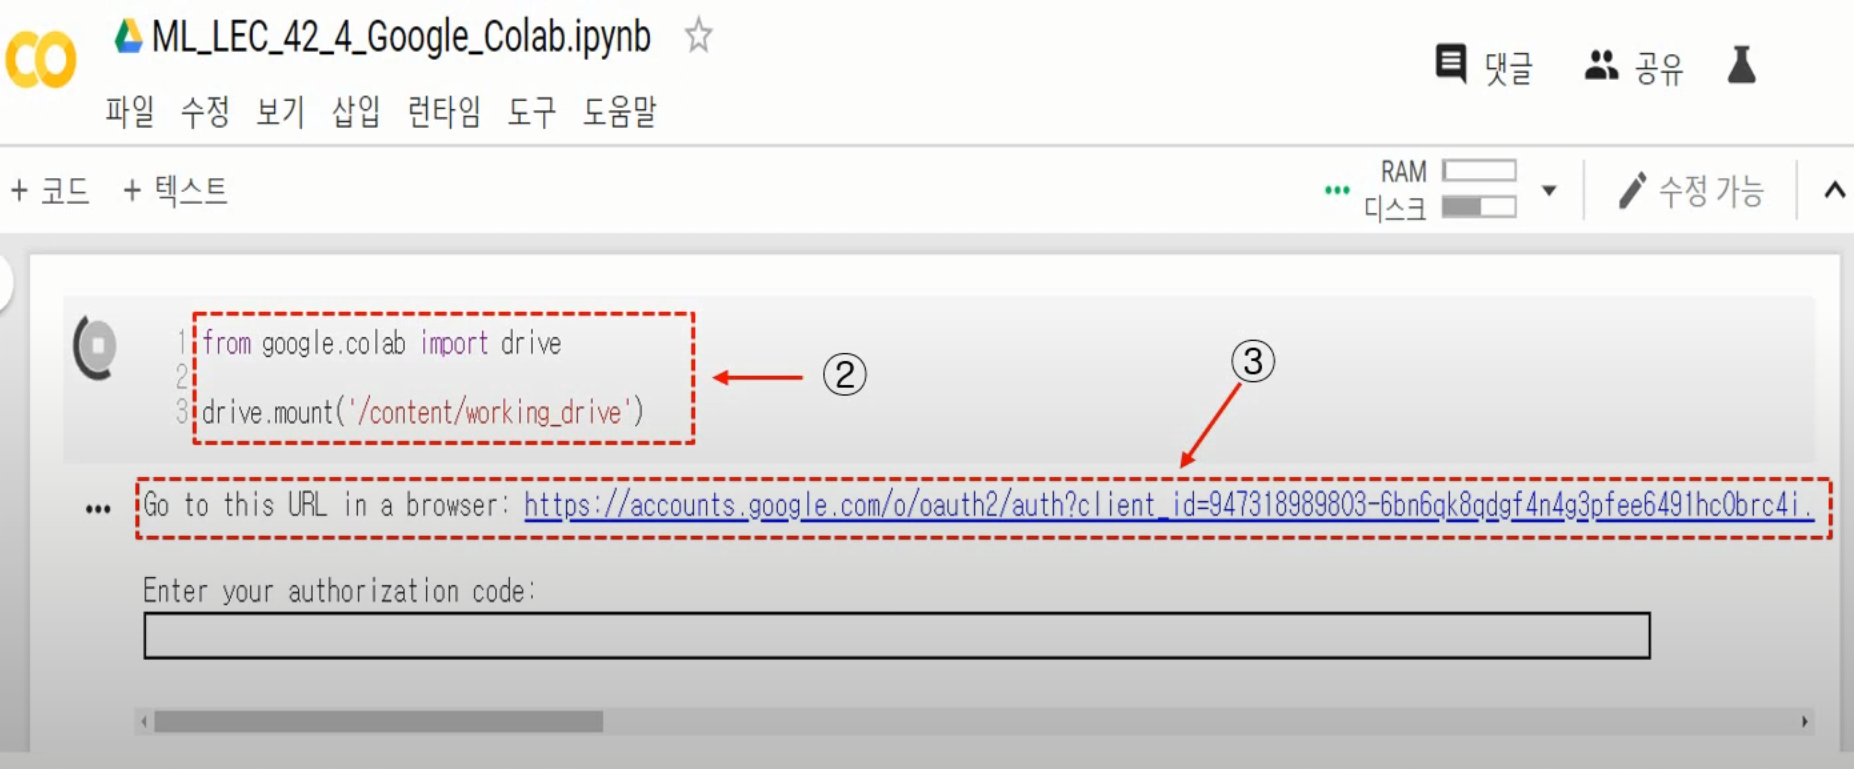 ML_LEC_42_4_Google_Colab.ipynb
댓글 공유
파일 수정 보기 삽입 런타임 도구 도움말
+ 코드 + 텍스트
RAM
디스크
수정 가능
1 from google.colab import drive
2
②
③
3 drive.mount('/content/working_drive')
Go to this URL in a browser: https://accounts.google.com/o/oauth2/auth?client_id=947318989803-6bn6qk8qdgf4n4g3pfee6491hc0brc4i.
Enter your authorization code: